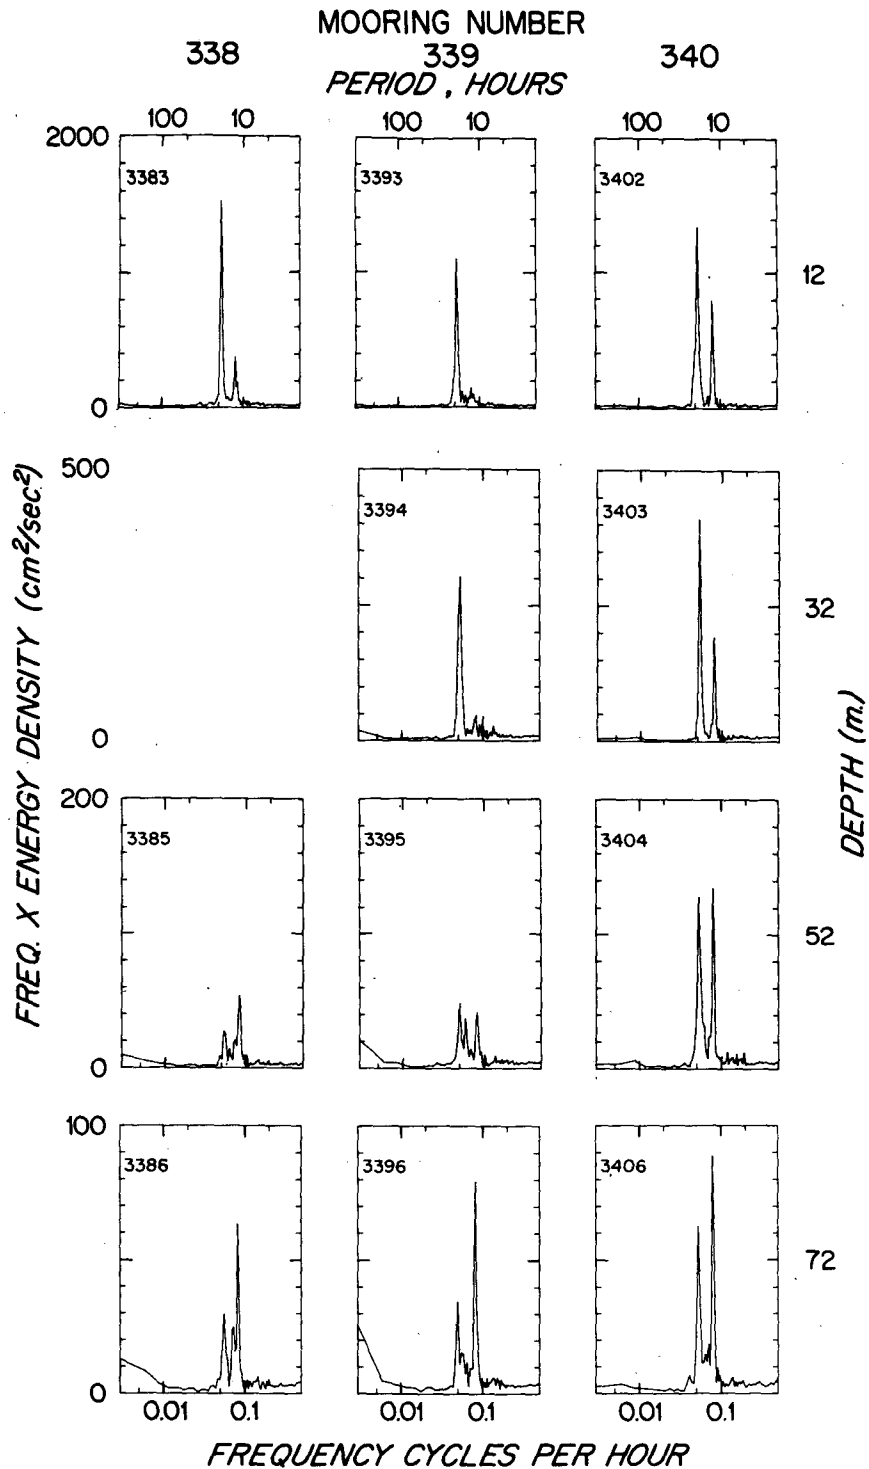 MOORING NUMBER
338 339 340
PERIOD, HOURS
100 10 100 10 100 10
2000
3383 3393 3402
12
0
500
3394 3403
32
0
200
3385 3395 3404
52
0
100
3386 3396 3406
72
0
0.01 0.1 0.01 0.1 0.01 0.1
FREQUENCY CYCLES PER HOUR
FREQ. X ENERGY DENSITY (cm²/sec²)
DEPTH (m.)